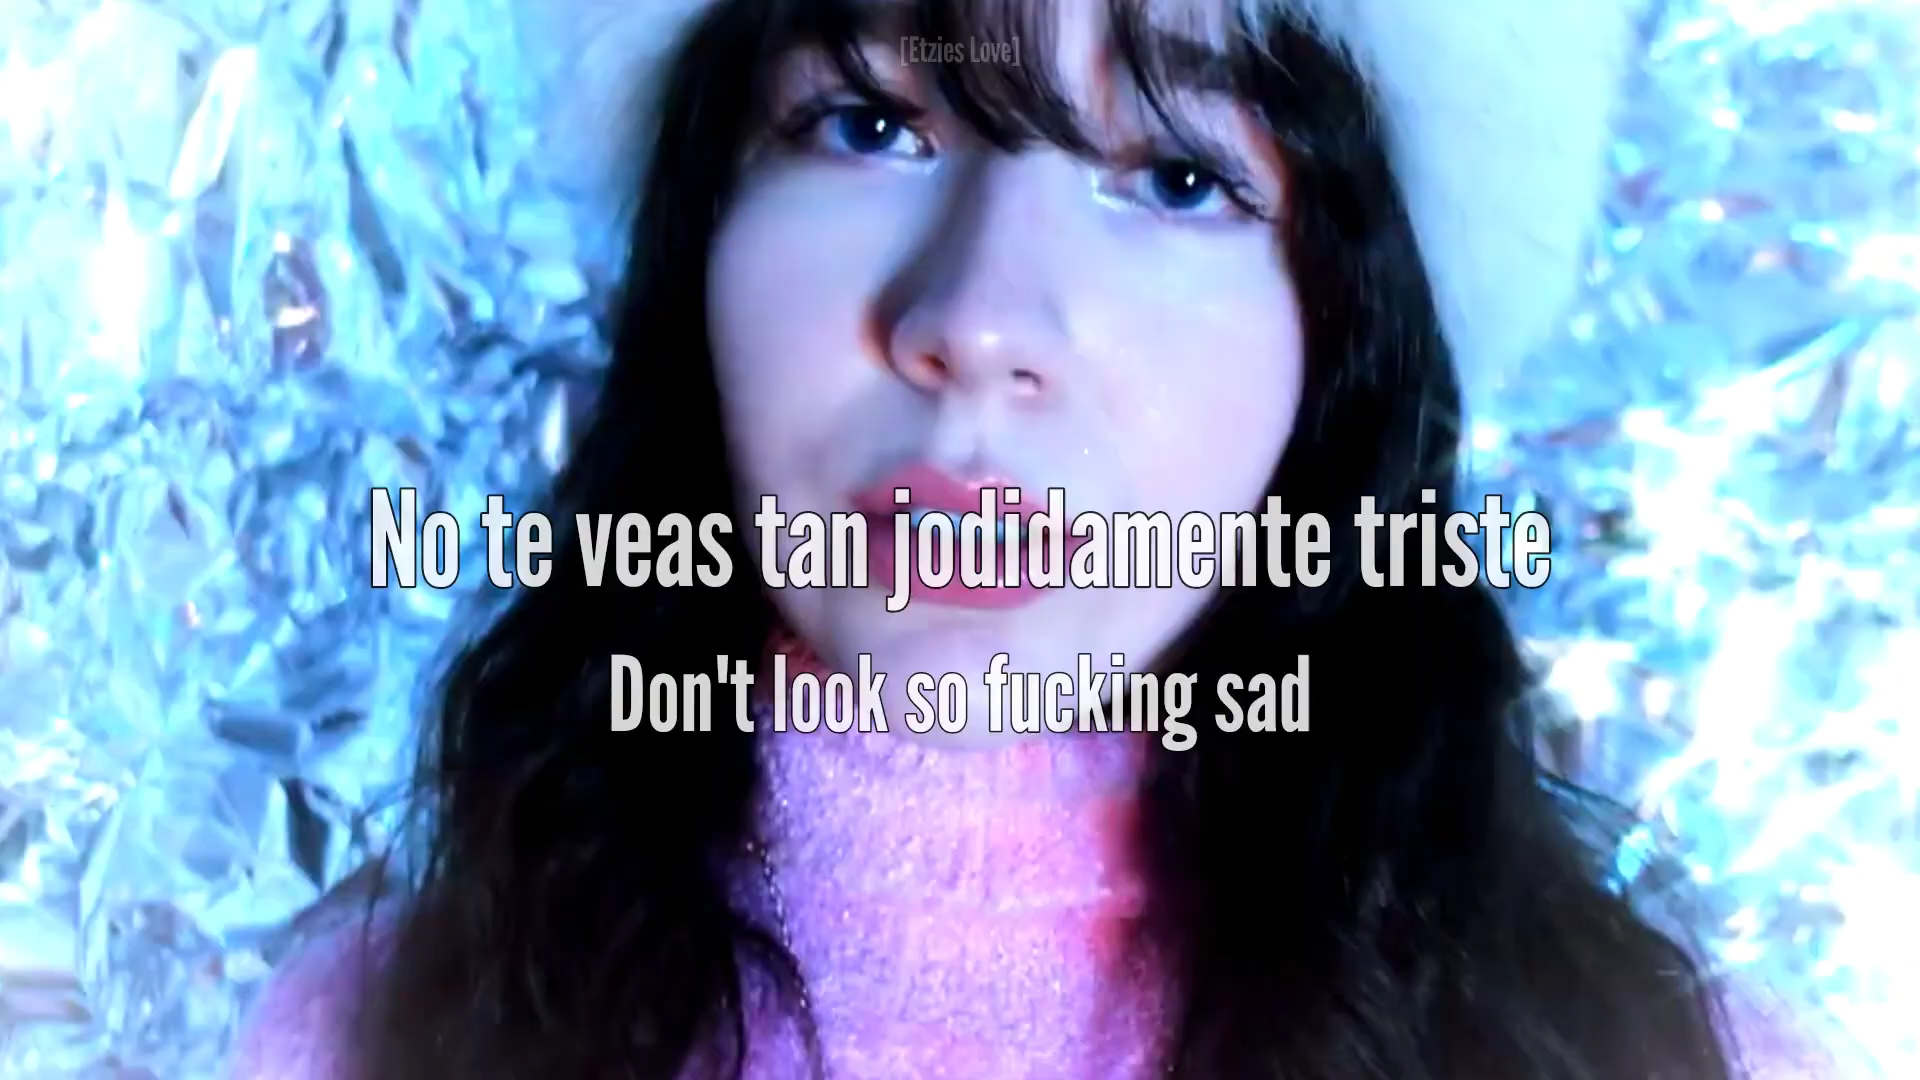 [Etzies Love]
No te veas tan jodidamente triste
Don't look so fucking sad